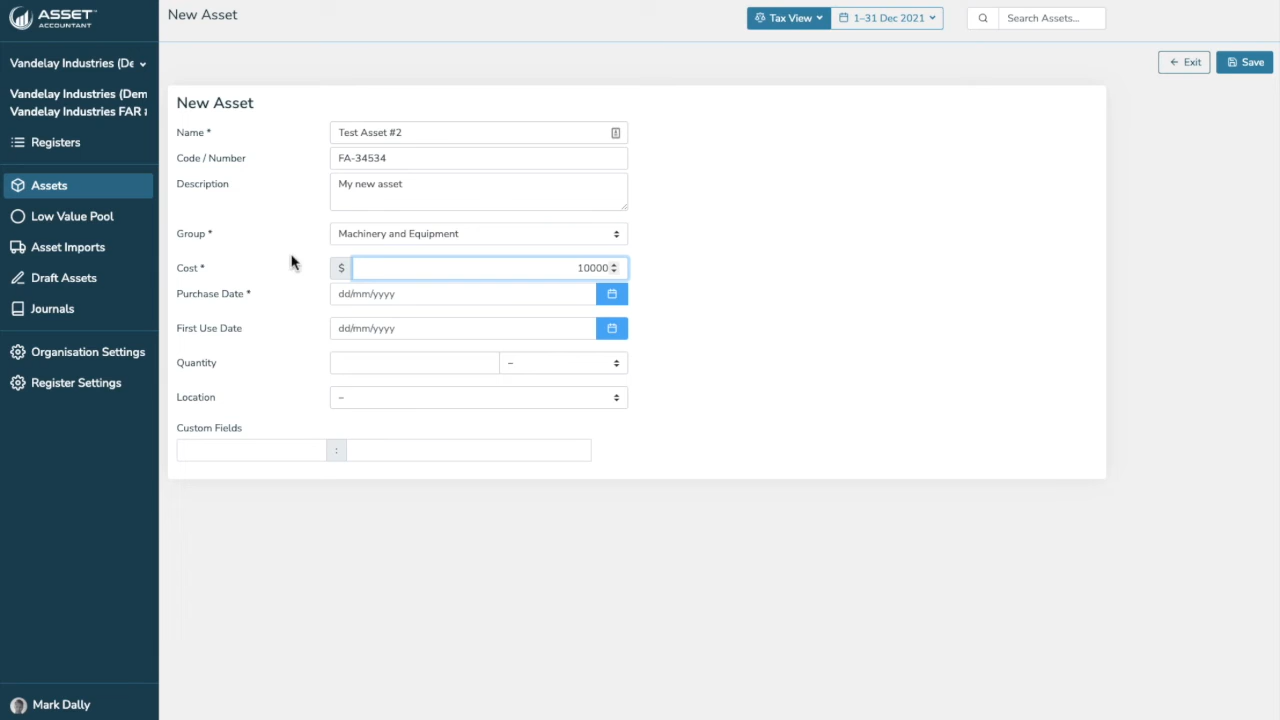 ASSET
ACCOUNTANT
New Asset
Tax View
1–31 Dec 2021
Search Assets...
Vandelay Industries (De
Exit
Save
Vandelay Industries (Dem
Vandelay Industries FAR
Registers
Assets
Low Value Pool
Asset Imports
Draft Assets
Journals
Organisation Settings
Register Settings
Mark Dally
New Asset
Name *
Test Asset #2
Code / Number
FA-34534
Description
My new asset
Group *
Machinery and Equipment
Cost *
$
10000
Purchase Date *
dd/mm/yyyy
First Use Date
dd/mm/yyyy
Quantity
–
Location
–
Custom Fields
: